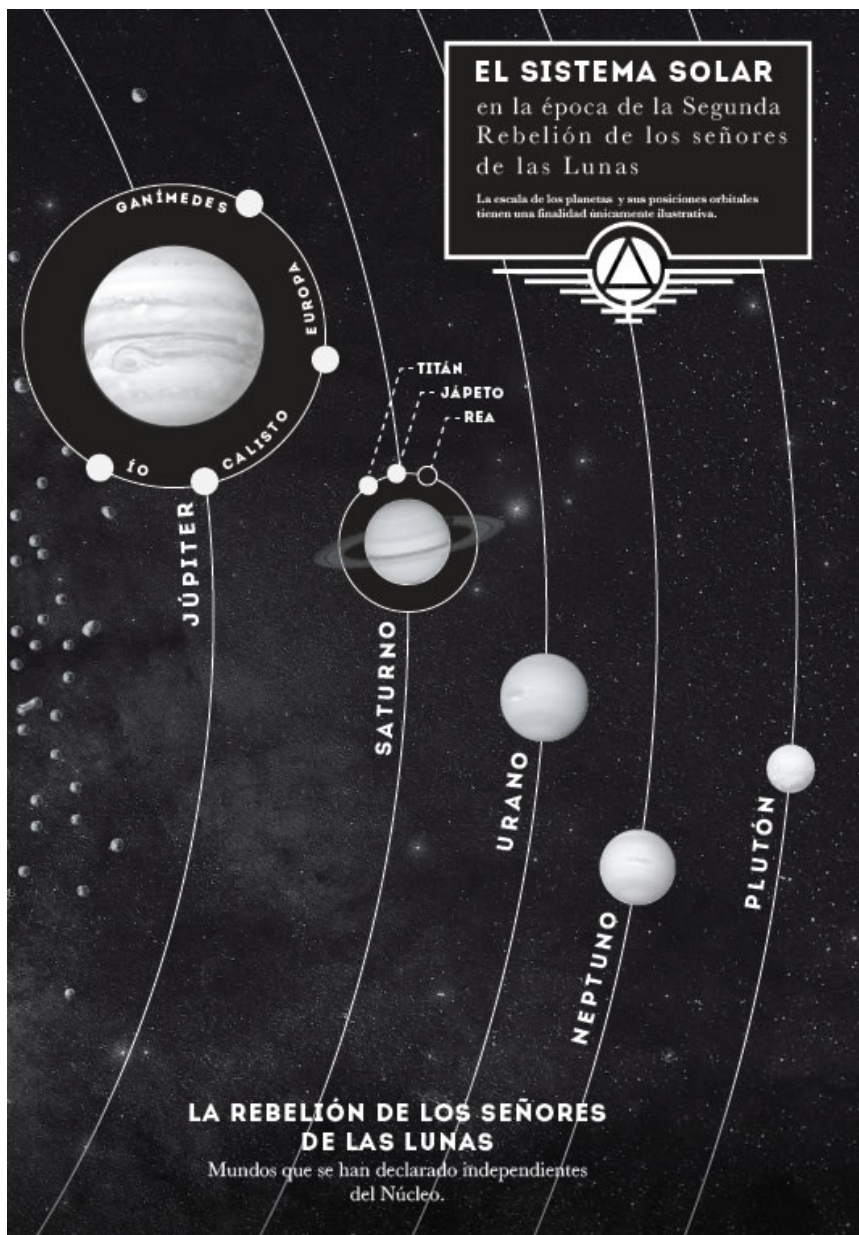 EL SISTEMA SOLAR
en la época de la Segunda
Rebelión de los señores
de las Lunas
La escala de los planetas y sus posiciones orbitales
tienen una finalidad únicamente ilustrativa.
GANÍMEDES
EUROPA
CALISTO
ÍO
JÚPITER
TITÁN
JÁPETO
REA
SATURNO
URANO
NEPTUNO
PLUTÓN
LA REBELIÓN DE LOS SEÑORES
DE LAS LUNAS
Mundos que se han declarado independientes
del Núcleo.